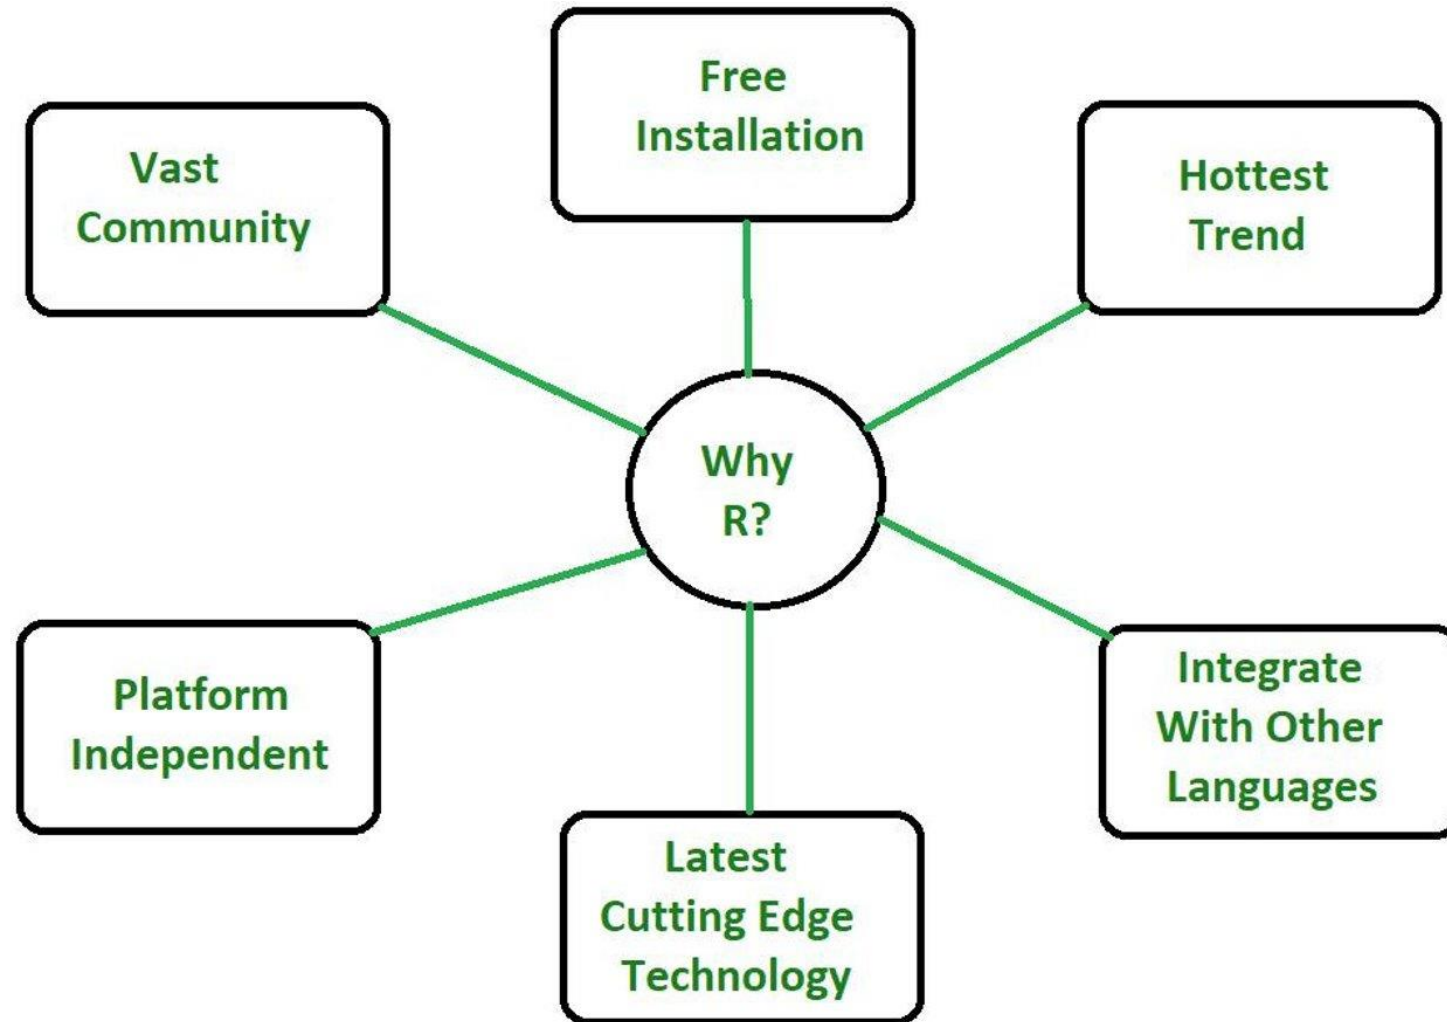 Free
Installation
Vast
Community
Hottest
Trend
Why
R?
Platform
Independent
Integrate
With Other
Languages
Latest
Cutting Edge
Technology